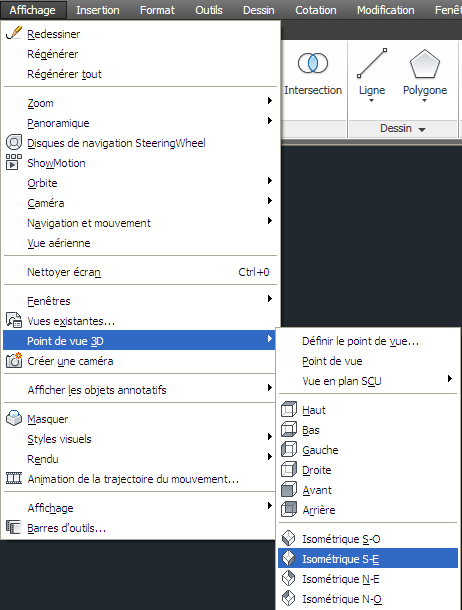 Affichage Insertion Format Outils Dessin Cotation Modification Fenêt
Redessiner
Régénérer
Régénérer tout
Zoom
Panoramique
Disques de navigation SteeringWheel
ShowMotion
Orbite
Caméra
Navigation et mouvement
Vue aérienne
Nettoyer écran Ctrl+0
Fenêtres
Vues existantes...
Point de vue 3D
Créer une caméra
Afficher les objets annotatifs
Masquer
Styles visuels
Rendu
Animation de la trajectoire du mouvement...
Affichage
Barres d'outils...
Intersection Ligne Polygone
Dessin
Définir le point de vue...
Point de vue
Vue en plan SCU
Haut
Bas
Gauche
Droite
Avant
Arrière
Isométrique S-O
Isométrique S-E
Isométrique N-E
Isométrique N-O